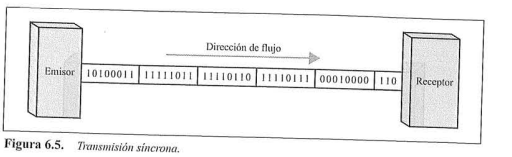 Dirección de flujo
Emisor
10100011 11111011 11110110 11110111 00010000 110
Receptor
Figura 6.5. Transmisión síncrona.